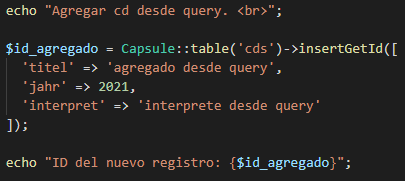 echo "Agregar cd desde query. <br>";
$id_agregado = Capsule::table('cds')->insertGetId([
'titel' => 'agregado desde query',
'jahr' => 2021,
'interpret' => 'interprete desde query'
]);
echo "ID del nuevo registro: {$id_agregado}";